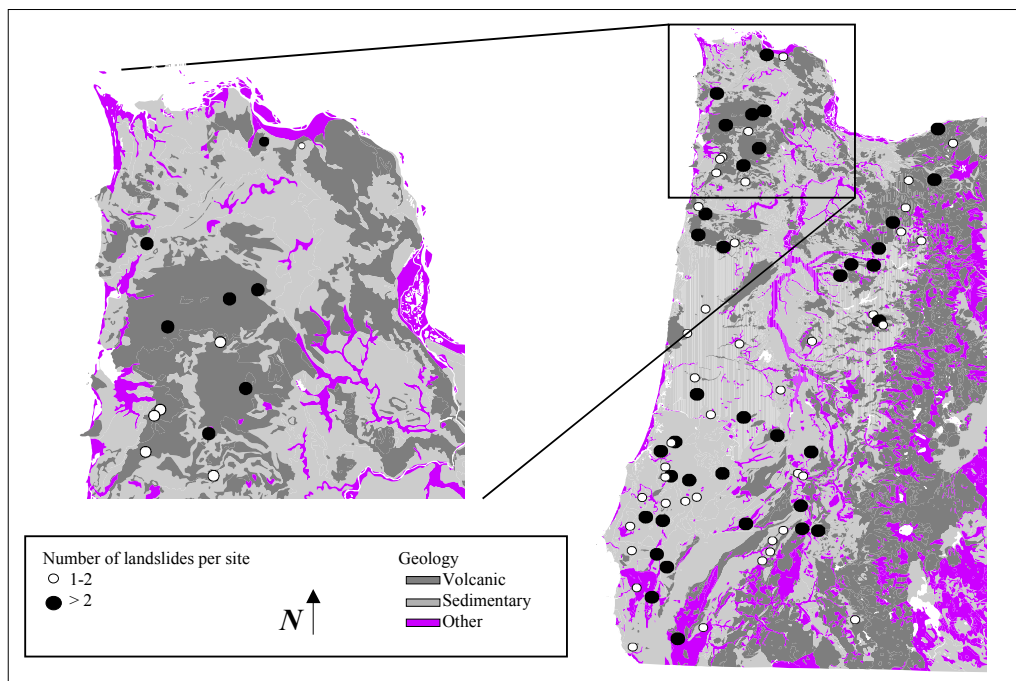 Number of landslides per site
1-2
> 2
N
Geology
Volcanic
Sedimentary
Other